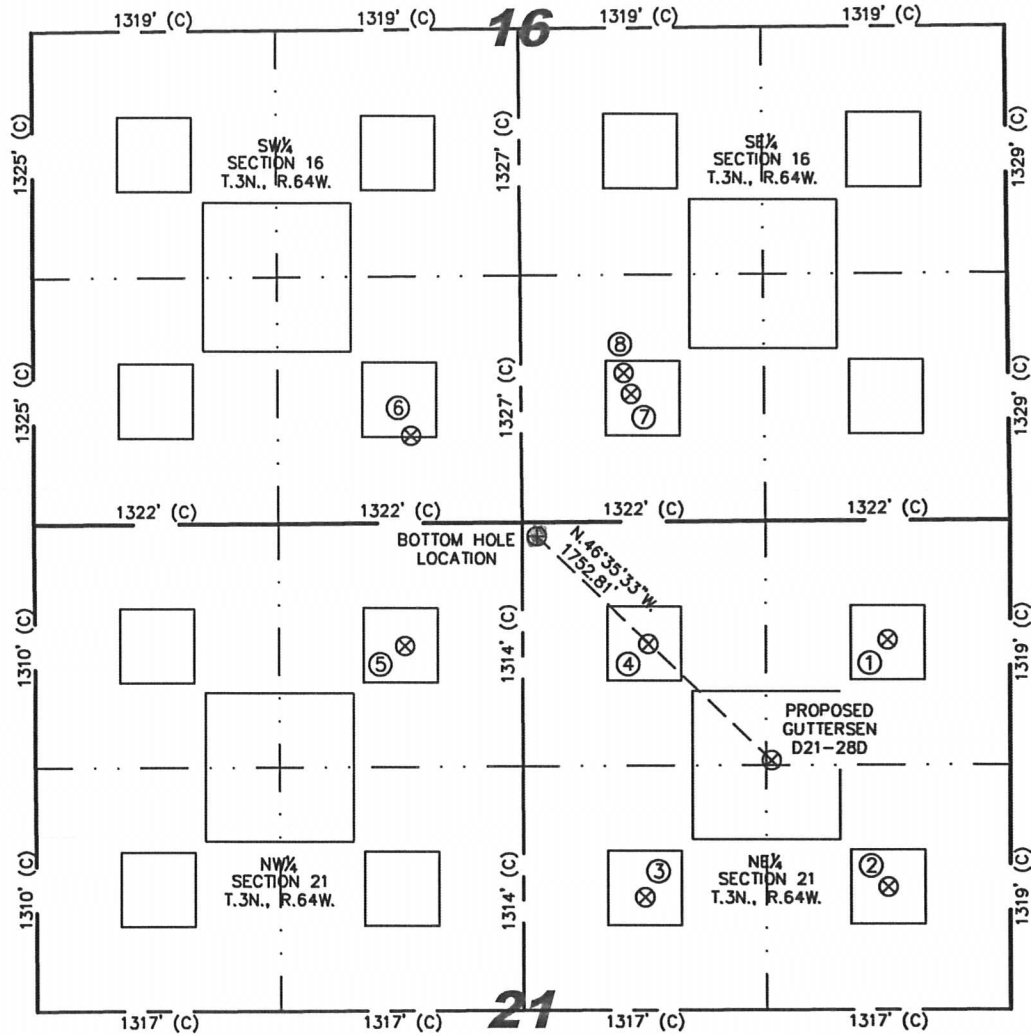 1319' (C)
1319' (C)
16
1319' (C)
1319' (C)
1325' (C)
1327' (C)
1329' (C)
SW¼
SECTION 16
T.3N., R.64W.
SE¼
SECTION 16
T.3N., R.64W.
8
6
7
1325' (C)
1327' (C)
1329' (C)
1322' (C)
1322' (C)
1322' (C)
1322' (C)
BOTTOM HOLE
LOCATION
N.46°35'33"W.
1752.81'
1310' (C)
1314' (C)
1319' (C)
5
4
1
PROPOSED
GUTTERSEN
D21-28D
1310' (C)
1314' (C)
1319' (C)
NW¼
SECTION 21
T.3N., R.64W.
3
NE¼
SECTION 21
T.3N., R.64W.
2
1317' (C)
1317' (C)
21
1317' (C)
1317' (C)